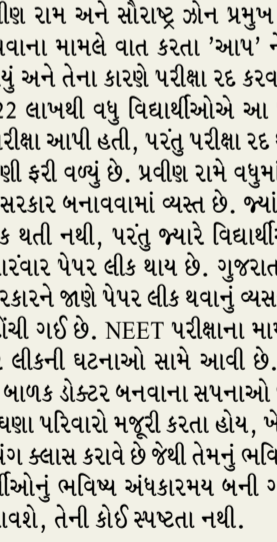 ીણ રામ અને સૌરાષ્ટ્ર ઝોન પ્રમુખ
વાના મામલે વાત કરતા 'આપ' ને
યું અને તેના કારણે પરીક્ષા રદ કરવ
22 લાખથી વધુ વિદ્યાર્થીઓએ આ
રીક્ષા આપી હતી, પરંતુ પરીક્ષા રદ
ણી ફરી વળ્યું છે. પ્રવીણ રામે વધુમાં
સરકાર બનાવવામાં વ્યસ્ત છે. જ્યાં
ક થતી નથી, પરંતુ જ્યારે વિદ્યાર્થી
ારંવાર પેપર લીક થાય છે. ગુજરાત
રકારને જાણે પેપર લીક થવાનું વ્યસ
ોંચી ગઈ છે. NEET પરીક્ષાના મા
લીકની ઘટનાઓ સામે આવી છે.
બાળક ડોક્ટર બનવાના સપનાઓ
ઘણા પરિવારો મજૂરી કરતા હોય, ખે
ંગ ક્લાસ કરાવે છે જેથી તેમનું ભવિ
ર્થીઓનું ભવિષ્ય અંધકારમય બની ગ
ાવશે, તેની કોઈ સ્પષ્ટતા નથી.